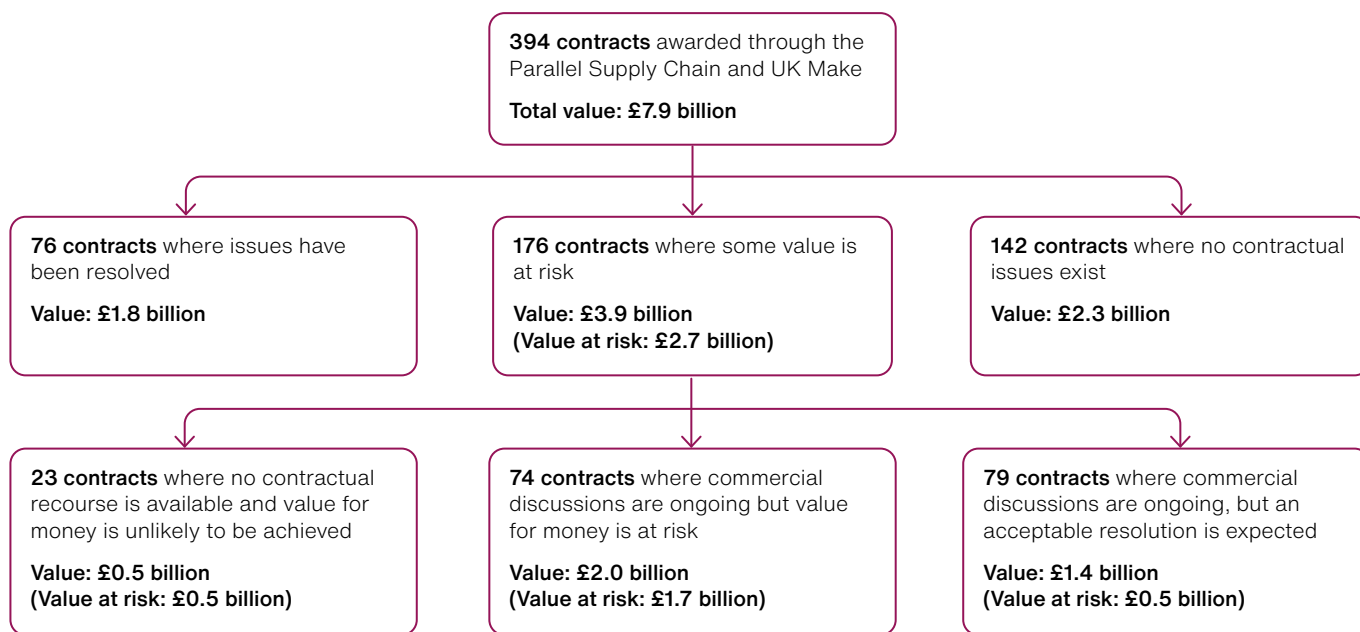 394 contracts awarded through the
Parallel Supply Chain and UK Make
Total value: £7.9 billion
76 contracts where issues have
been resolved
Value: £1.8 billion
176 contracts where some value is
at risk
Value: £3.9 billion
(Value at risk: £2.7 billion)
142 contracts where no contractual
issues exist
Value: £2.3 billion
23 contracts where no contractual
recourse is available and value for
money is unlikely to be achieved
Value: £0.5 billion
(Value at risk: £0.5 billion)
74 contracts where commercial
discussions are ongoing but value
for money is at risk
Value: £2.0 billion
(Value at risk: £1.7 billion)
79 contracts where commercial
discussions are ongoing, but an
acceptable resolution is expected
Value: £1.4 billion
(Value at risk: £0.5 billion)